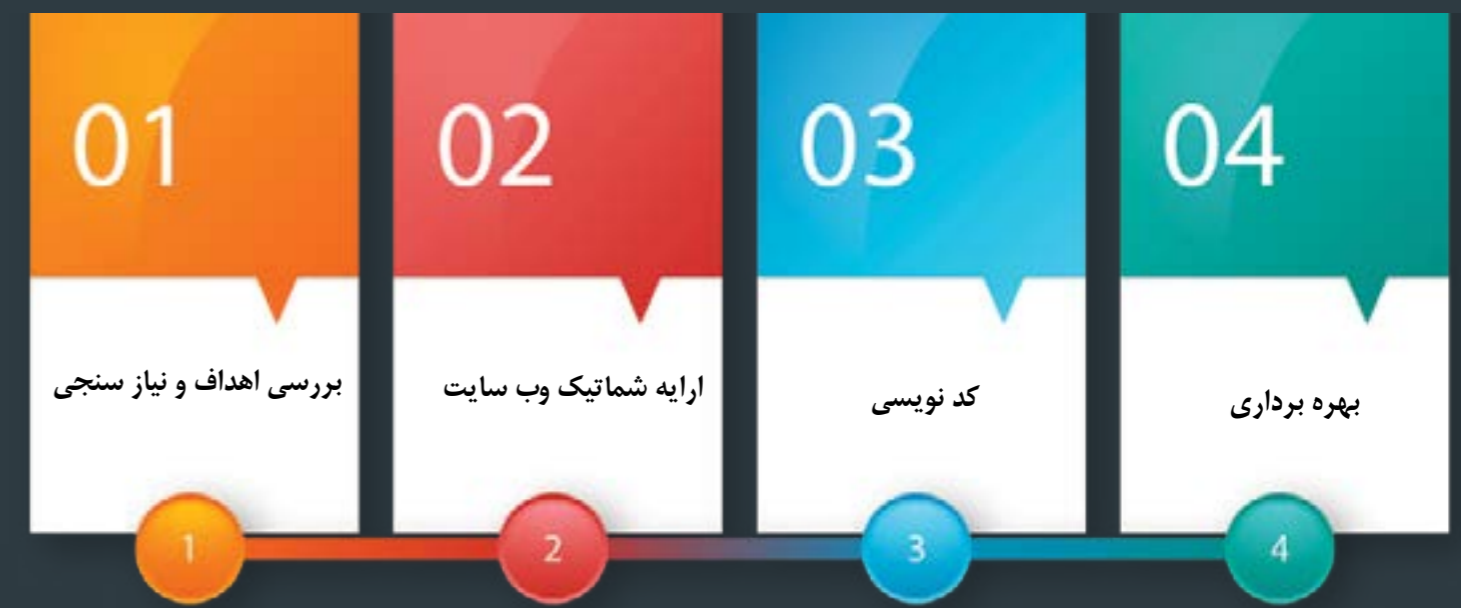 01
بررسی اهداف و نیاز سنجی
1
02
ارایه شماتیک وب سایت
2
03
کد نویسی
3
04
بهره برداری
4